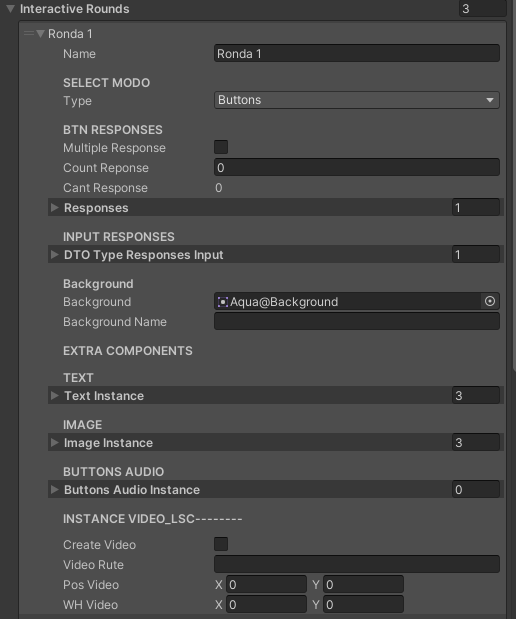 Interactive Rounds 3
Ronda 1
Name Ronda 1
SELECT MODO
Type Buttons
BTN RESPONSES
Multiple Response
Count Reponse 0
Cant Response 0
Responses 1
INPUT RESPONSES
DTO Type Responses Input 1
Background
Background Aqua@Background
Background Name
EXTRA COMPONENTS
TEXT
Text Instance 3
IMAGE
Image Instance 3
BUTTONS AUDIO
Buttons Audio Instance 0
INSTANCE VIDEO_LSC--------
Create Video
Video Rute
Pos Video X 0 Y 0
WH Video X 0 Y 0